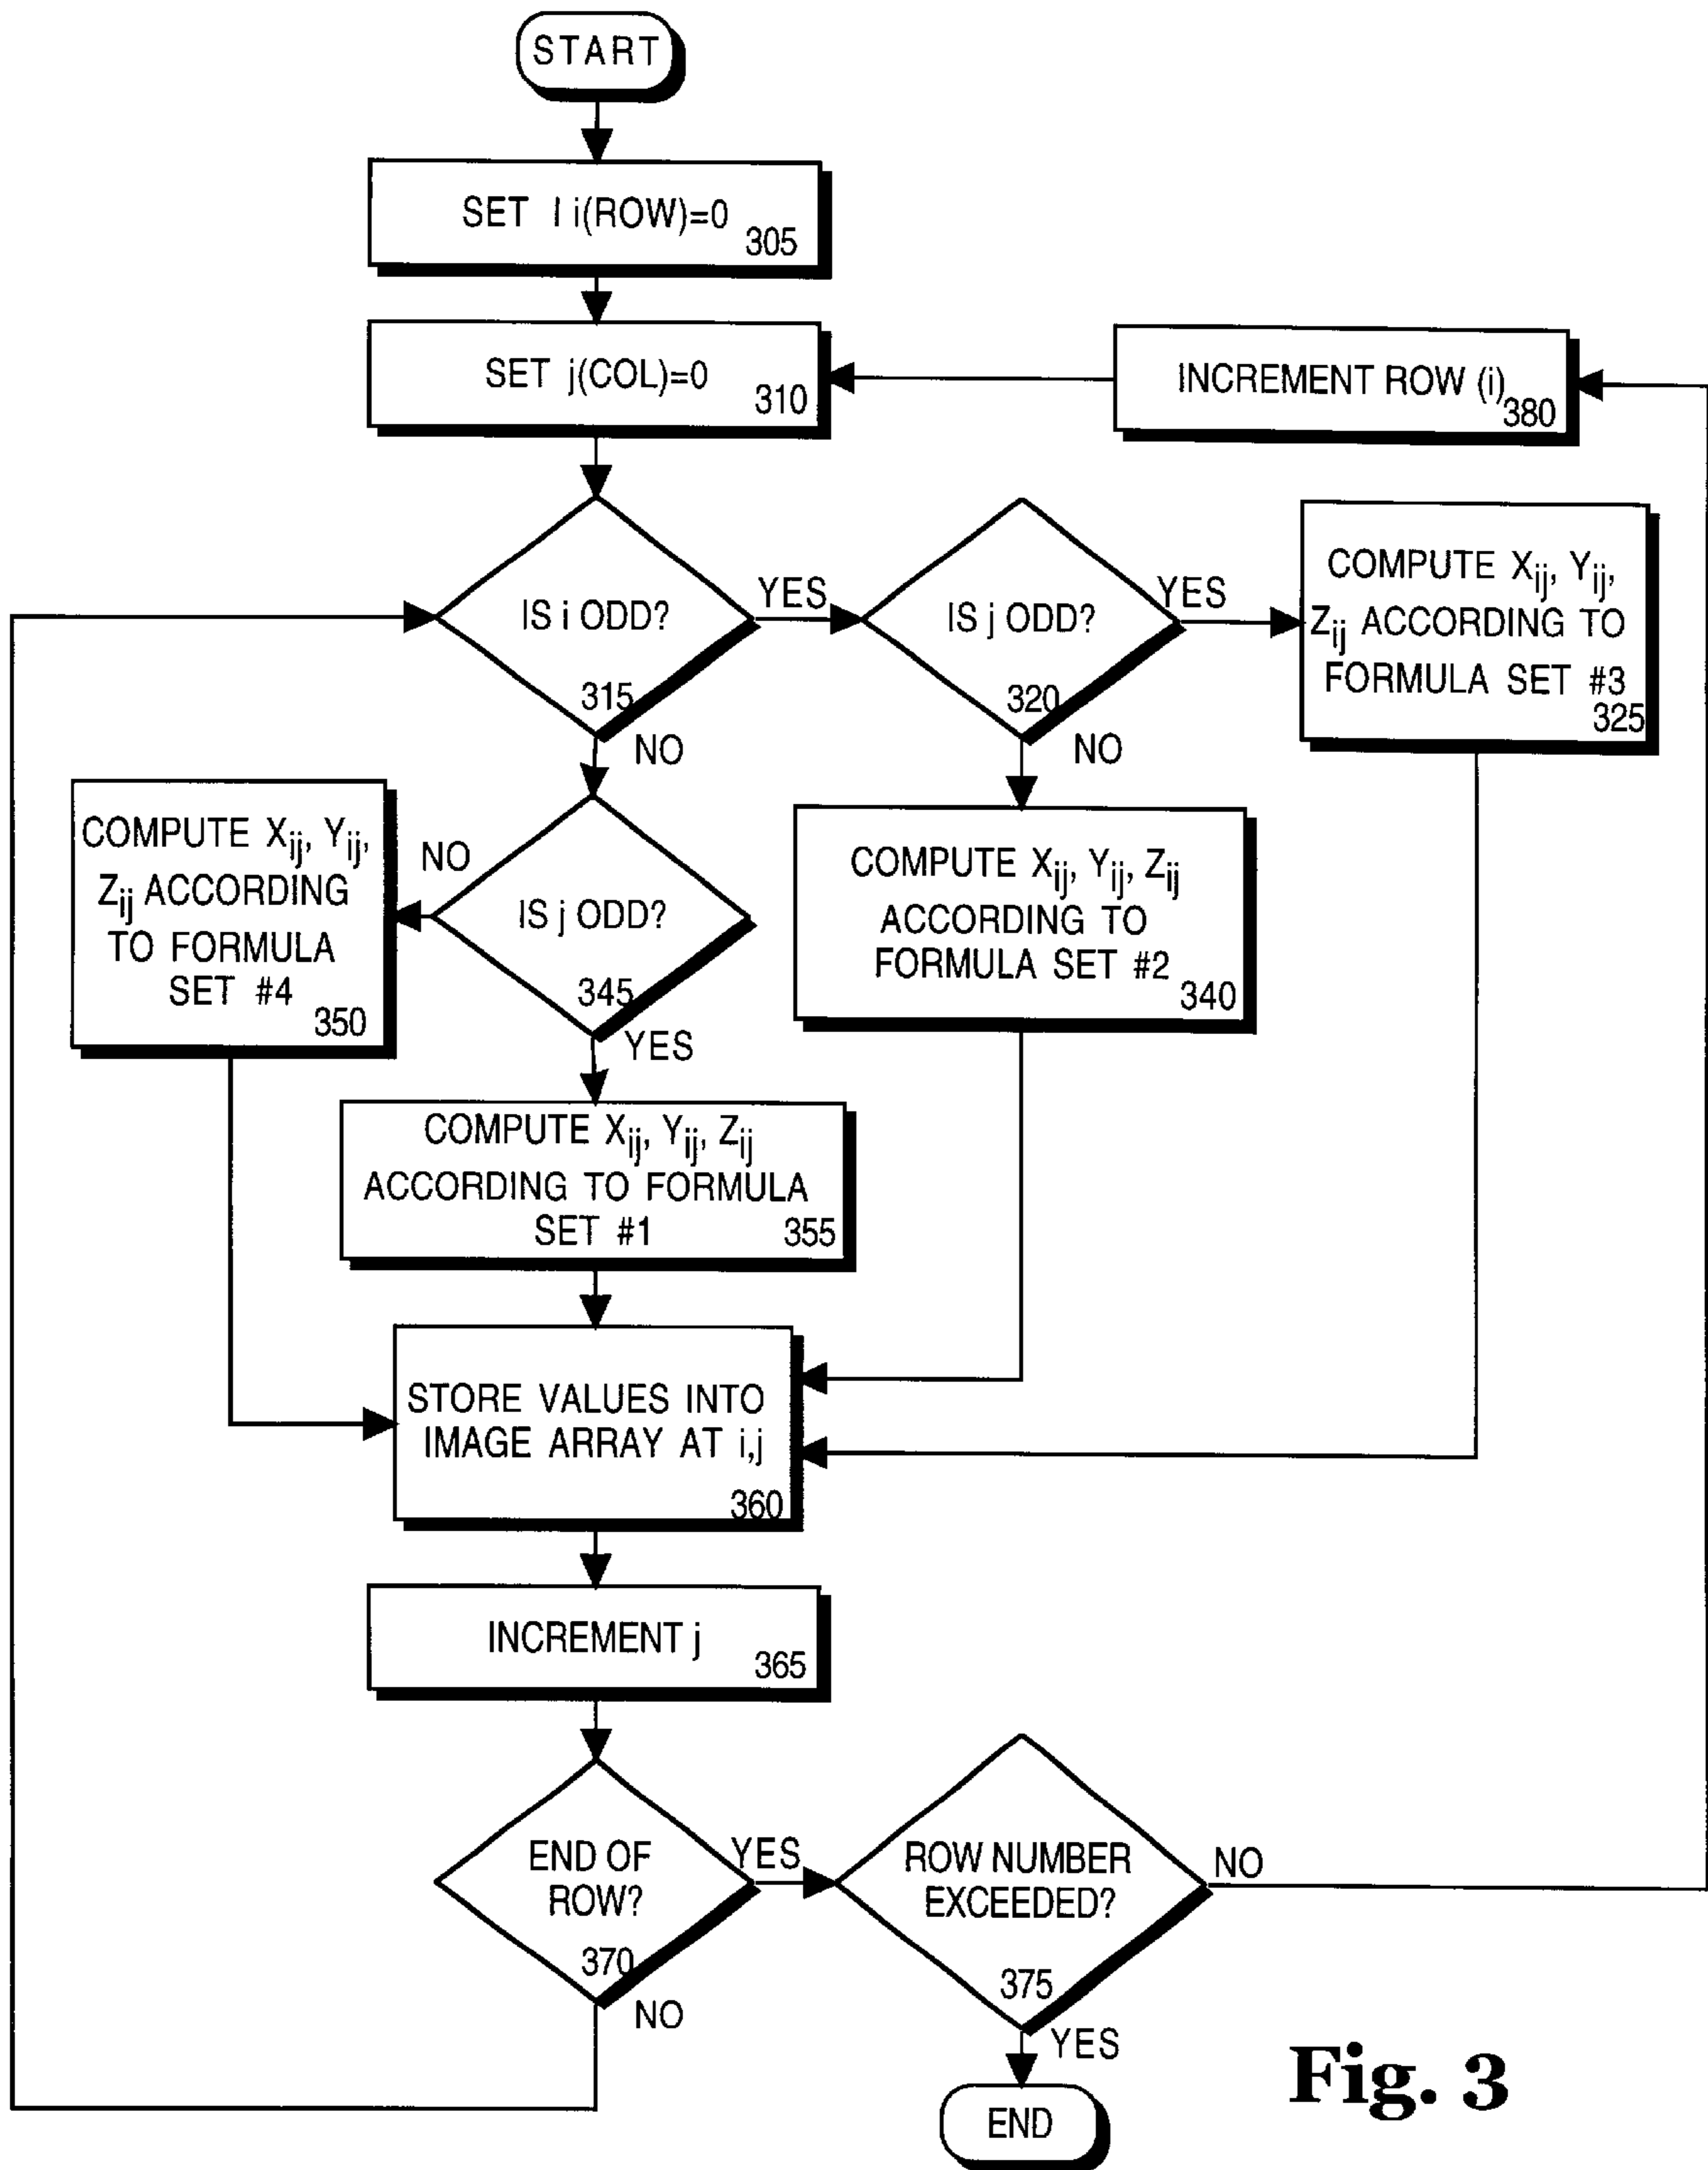 START
SET I i(ROW)=0
305
SET j(COL)=0
310
INCREMENT ROW (i)
380
IS i ODD?
315
YES
NO
IS j ODD?
320
YES
NO
COMPUTE Xij, Yij,
Zij ACCORDING TO
FORMULA SET #3
325
COMPUTE Xij, Yij,
Zij ACCORDING
TO FORMULA
SET #4
350
NO
IS j ODD?
345
YES
COMPUTE Xij, Yij, Zij
ACCORDING TO
FORMULA SET #2
340
COMPUTE Xij, Yij, Zij
ACCORDING TO FORMULA
SET #1
355
STORE VALUES INTO
IMAGE ARRAY AT i,j
360
INCREMENT j
365
END OF
ROW?
370
YES
NO
ROW NUMBER
EXCEEDED?
375
NO
YES
END
Fig. 3